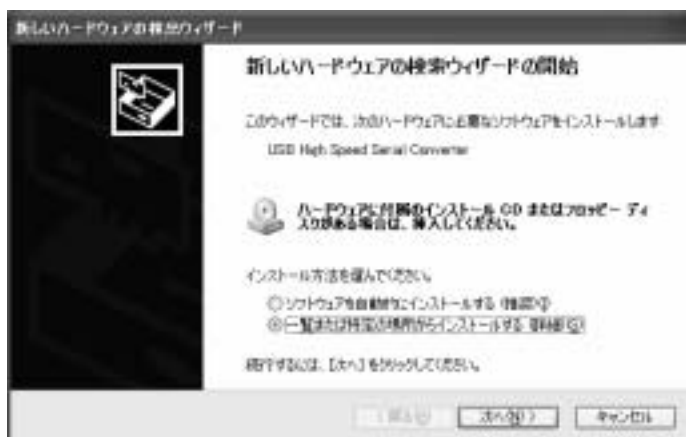 新しいハードウェアの検出ウィザード
新しいハードウェアの検索ウィザードの開始
このウィザードでは、次のハードウェアに必要なソフトウェアをインストールします
USB High Speed Serial Converter
ハードウェアに付属のインストール CD またはフロッピー ディ
スクがある場合は、挿入してください。
インストール方法を選んでください。
ソフトウェアを自動的にインストールする (推奨)(I)
一覧または特定の場所からインストールする (詳細)(S)
続行するには、[次へ] をクリックしてください。
< 戻る(B) 次へ(N) > キャンセル